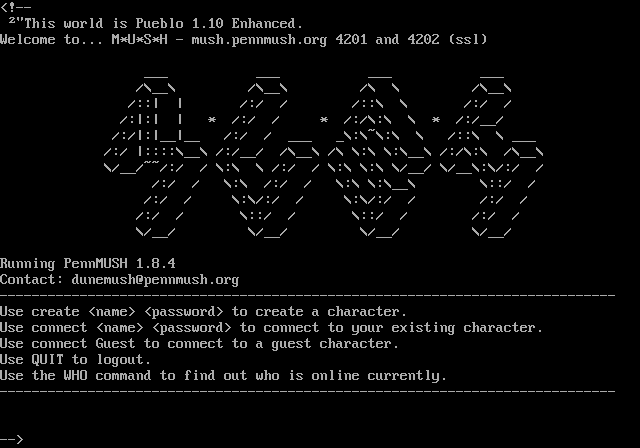 <!--
²"This world is Pueblo 1.10 Enhanced.
Welcome to... M*U*S*H - mush.pennmush.org 4201 and 4202 (ssl)
M * U * S * H
Running PennMUSH 1.8.4
Contact: dunemush@pennmush.org
Use create <name> <password> to create a character.
Use connect <name> <password> to connect to your existing character.
Use connect Guest to connect to a guest character.
Use QUIT to logout.
Use the WHO command to find out who is online currently.
-->